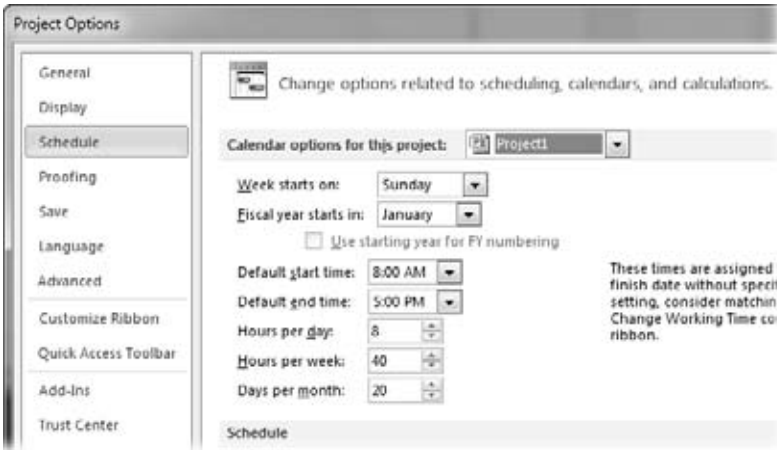 Project Options
General
Display
Schedule
Proofing
Save
Language
Advanced
Customize Ribbon
Quick Access Toolbar
Add-Ins
Trust Center
Change options related to scheduling, calendars, and calculations.
Calendar options for this project: Project1
Week starts on: Sunday
Fiscal year starts in: January
Use starting year for FY numbering
Default start time: 8:00 AM
Default end time: 5:00 PM
Hours per day: 8
Hours per week: 40
Days per month: 20
These times are assigned
finish date without specif
setting, consider matchin
Change Working Time co
ribbon.
Schedule